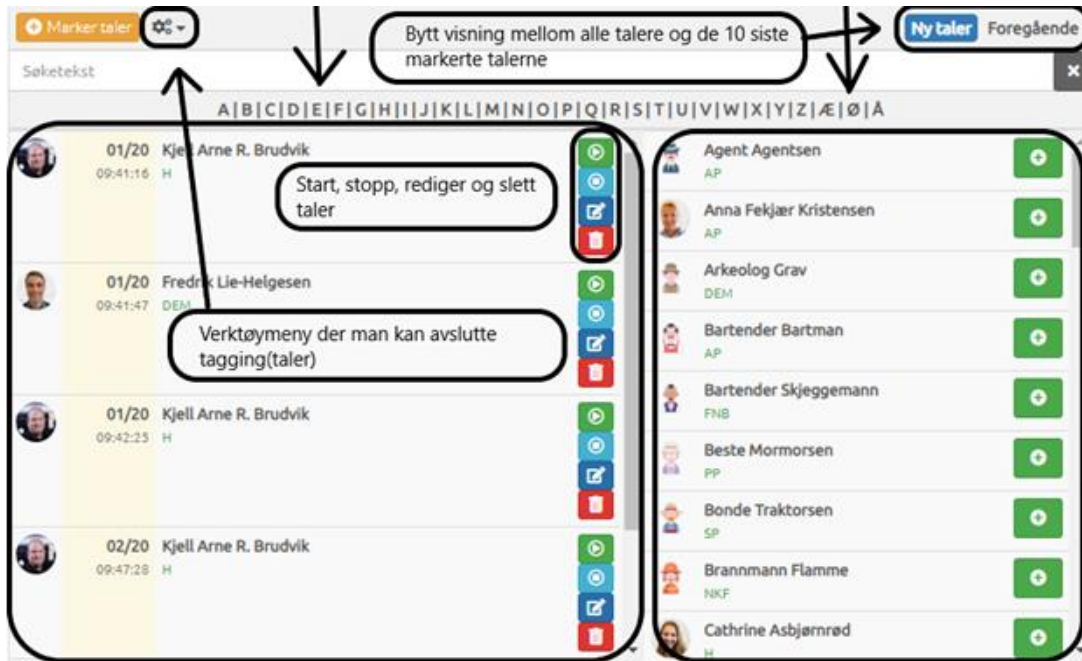 Marker taler
Bytt visning mellom alle talere og de 10 siste
markerte talerne
Ny taler Foregående
Søketekst
A|B|C|D|E|F|G|H|I|J|K|L|M|N|O|P|Q|R|S|T|U|V|W|X|Y|Z|Æ|Ø|Å
01/20 Kjell Arne R. Brudvik
09:41:16 H
Start, stopp, rediger og slett
taler
01/20 Fredrik Lie-Helgesen
09:41:47 DEM
Verktøymeny der man kan avslutte
tagging(taler)
01/20 Kjell Arne R. Brudvik
09:42:25 H
02/20 Kjell Arne R. Brudvik
09:47:28 H
Agent Agentsen
AP
Anna Fekjær Kristensen
AP
Arkeolog Grav
DEM
Bartender Bartman
AP
Bartender Skjeggemann
FNB
Beste Mormorsen
PP
Bonde Traktorsen
SP
Brannmann Flamme
NKF
Cathrine Asbjørnrød
H